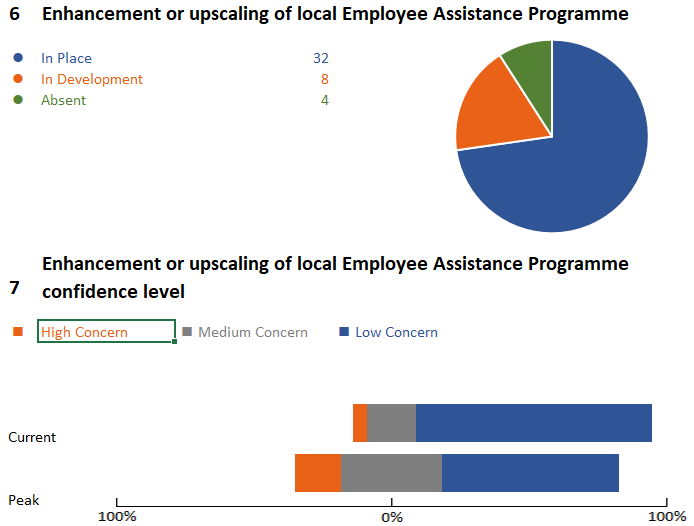 6 Enhancement or upscaling of local Employee Assistance Programme
In Place 32
In Development 8
Absent 4
7 Enhancement or upscaling of local Employee Assistance Programme
confidence level
High Concern Medium Concern Low Concern
Current
Peak
100% 0% 100%